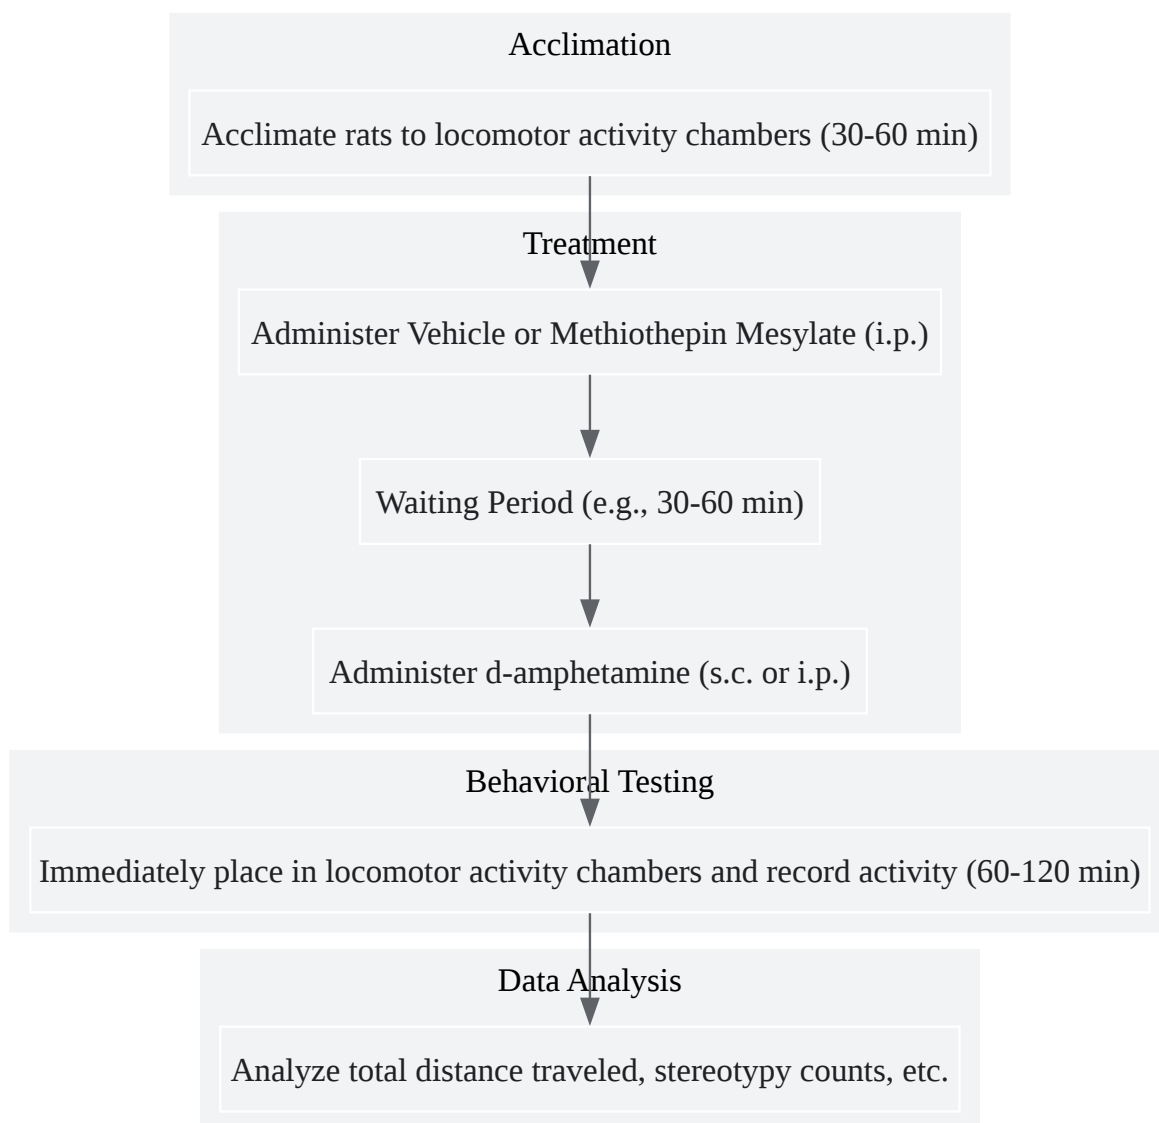 Acclimation
Acclimate rats to locomotor activity chambers (30-60 min)
Treatment
Administer Vehicle or Methiothepin Mesylate (i.p.)
Waiting Period (e.g., 30-60 min)
Administer d-amphetamine (s.c. or i.p.)
Behavioral Testing
Immediately place in locomotor activity chambers and record activity (60-120 min)
Data Analysis
Analyze total distance traveled, stereotypy counts, etc.